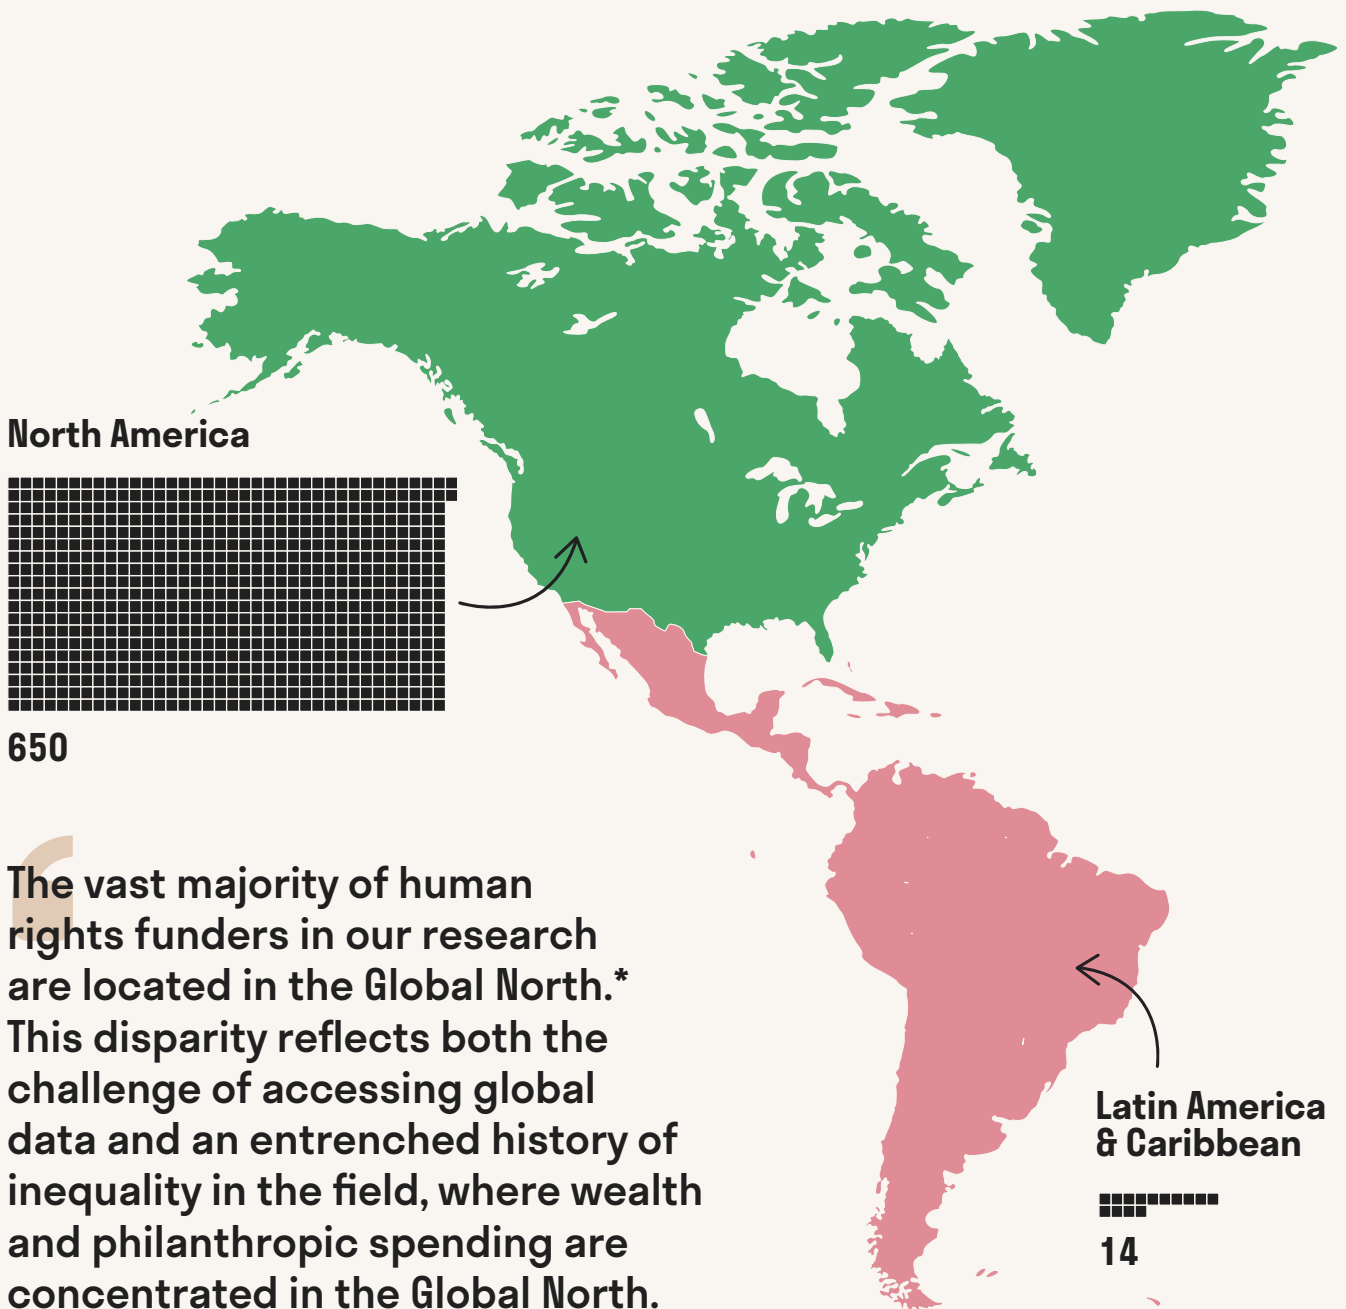 North America
650
The vast majority of human
rights funders in our research
are located in the Global North.*
This disparity reflects both the
challenge of accessing global
data and an entrenched history of
inequality in the field, where wealth
and philanthropic spending are
concentrated in the Global North.
Latin America
& Caribbean
14